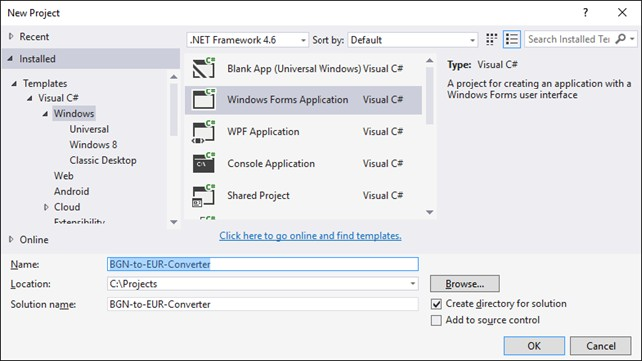 New Project
? ×
Recent
Installed
Templates
Visual C#
Windows
Universal
Windows 8
Classic Desktop
Web
Android
Cloud
Extensibility
Online
.NET Framework 4.6 Sort by: Default
Search Installed Te
Blank App (Universal Windows) Visual C#
Windows Forms Application Visual C#
WPF Application Visual C#
Console Application Visual C#
Shared Project Visual C#
Click here to go online and find templates.
Type: Visual C#
A project for creating an application with a
Windows Forms user interface
Name: BGN-to-EUR-Converter
Location: C:\Projects
Browse...
Solution name: BGN-to-EUR-Converter
Create directory for solution
Add to source control
OK Cancel